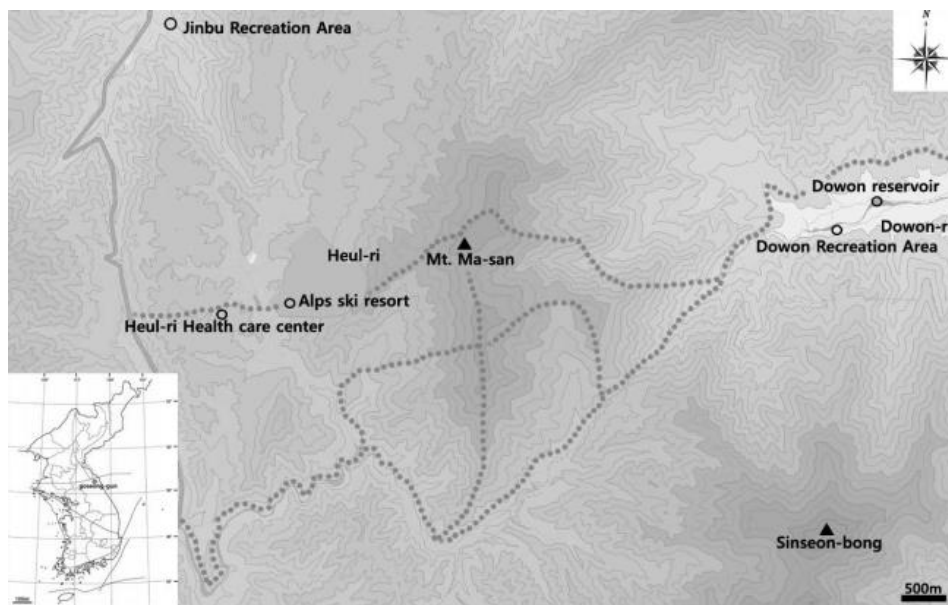 Jinbu Recreation Area
N
Dowon reservoir
Dowon-r
Dowon Recreation Area
Heul-ri
Mt. Ma-san
Alps ski resort
Heul-ri Health care center
Sinseon-bong
500m